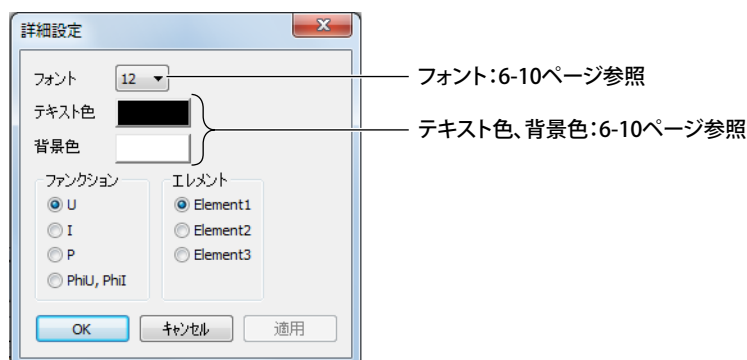 詳細設定
フォント 12
フォント:6-10ページ参照
テキスト色
テキスト色、背景色:6-10ページ参照
背景色
ファンクション
U
I
P
PhiU, PhiI
エレメント
Element1
Element2
Element3
OK キャンセル 適用